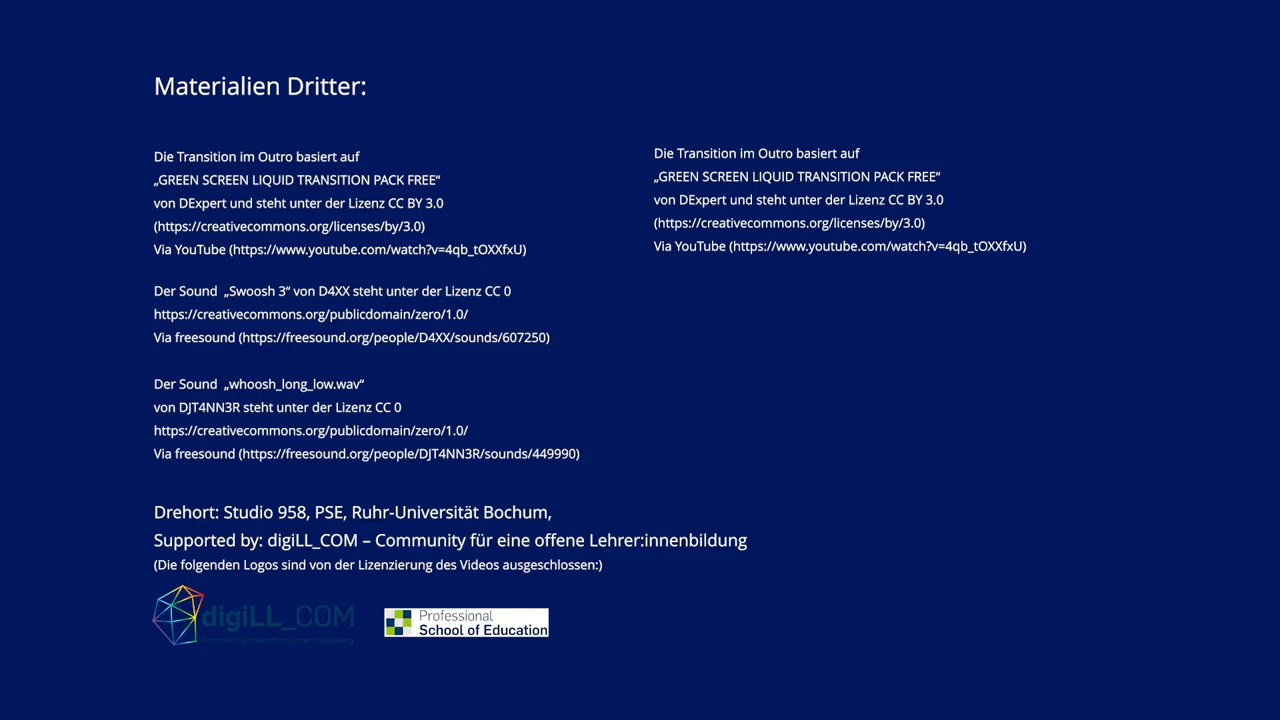 Materialien Dritter:
Die Transition im Outro basiert auf
„GREEN SCREEN LIQUID TRANSITION PACK FREE“
von DExpert und steht unter der Lizenz CC BY 3.0
(https://creativecommons.org/licenses/by/3.0)
Via YouTube (https://www.youtube.com/watch?v=4qb_tOXXfxU)
Der Sound „Swoosh 3“ von D4XX steht unter der Lizenz CC 0
https://creativecommons.org/publicdomain/zero/1.0/
Via freesound (https://freesound.org/people/D4XX/sounds/607250)
Der Sound „whoosh_long_low.wav“
von DJT4NN3R steht unter der Lizenz CC 0
https://creativecommons.org/publicdomain/zero/1.0/
Via freesound (https://freesound.org/people/DJT4NN3R/sounds/449990)
Die Transition im Outro basiert auf
„GREEN SCREEN LIQUID TRANSITION PACK FREE“
von DExpert und steht unter der Lizenz CC BY 3.0
(https://creativecommons.org/licenses/by/3.0)
Via YouTube (https://www.youtube.com/watch?v=4qb_tOXXfxU)
Drehort: Studio 958, PSE, Ruhr-Universität Bochum,
Supported by: digiLL_COM – Community für eine offene Lehrer:innenbildung
(Die folgenden Logos sind von der Lizenzierung des Videos ausgeschlossen:)
digiLL_COM
Community für eine offene Lehrer:innenbildung
Professional
School of Education